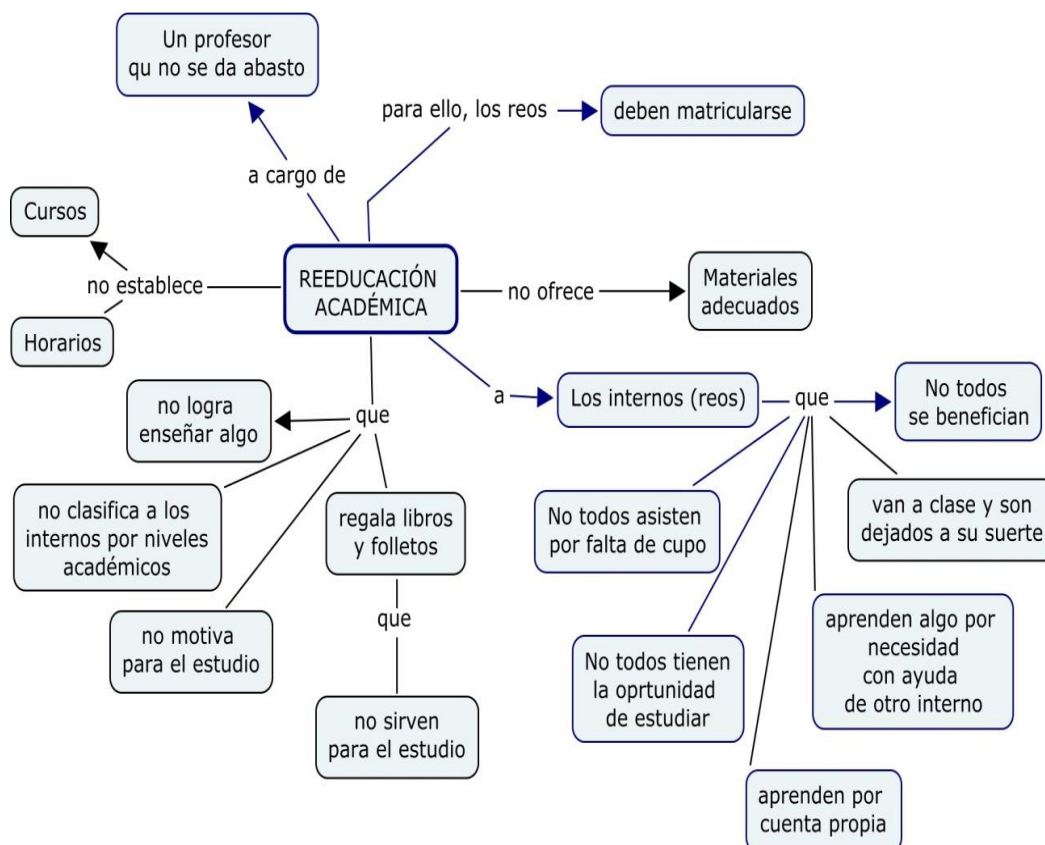 Un profesor
qu no se da abasto
para ello, los reos
deben matricularse
a cargo de
Cursos
no establece
Horarios
REEDUCACIÓN
ACADÉMICA
no ofrece
Materiales
adecuados
a
Los internos (reos)
que
No todos
se benefician
que
no logra
enseñar algo
no clasifica a los
internos por niveles
académicos
regala libros
y folletos
No todos asisten
por falta de cupo
van a clase y son
dejados a su suerte
no motiva
para el estudio
que
No todos tienen
la oprtunidad
de estudiar
aprenden algo por
necesidad
con ayuda
de otro interno
no sirven
para el estudio
aprenden por
cuenta propia